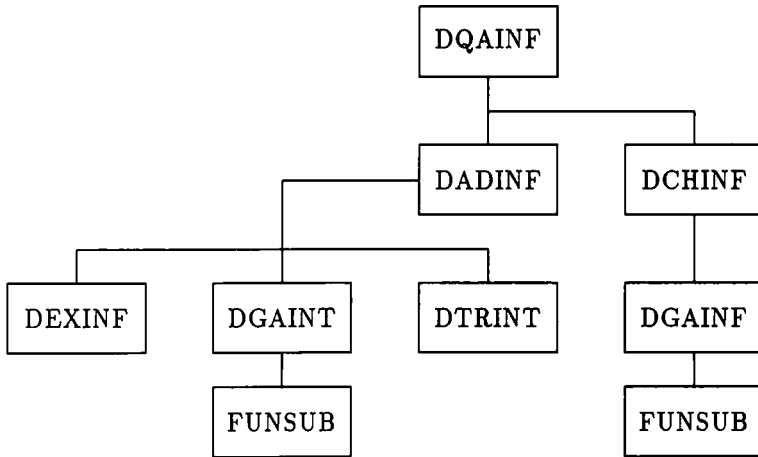 DQAINF
DADINF
DCHINF
DEXINF
DGAINT
DTRINT
DGAINF
FUNSUB
FUNSUB